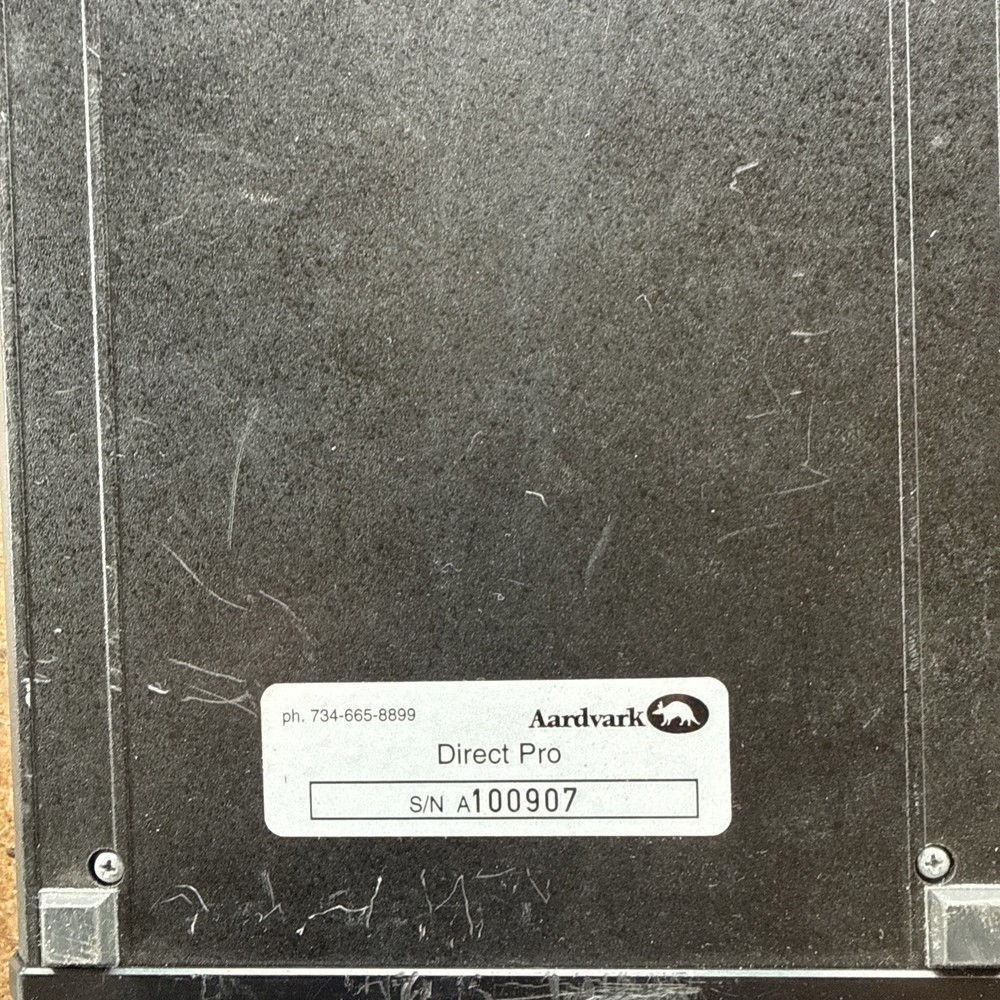 ph. 734-665-8899
Aardvark
Direct Pro
S/N A100907